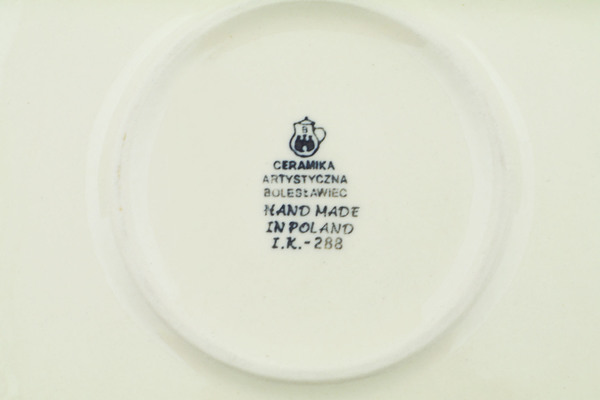 CERAMIKA
ARTYSTYCZNA
BOLESŁAWIEC
HAND MADE
IN POLAND
I.K.-288